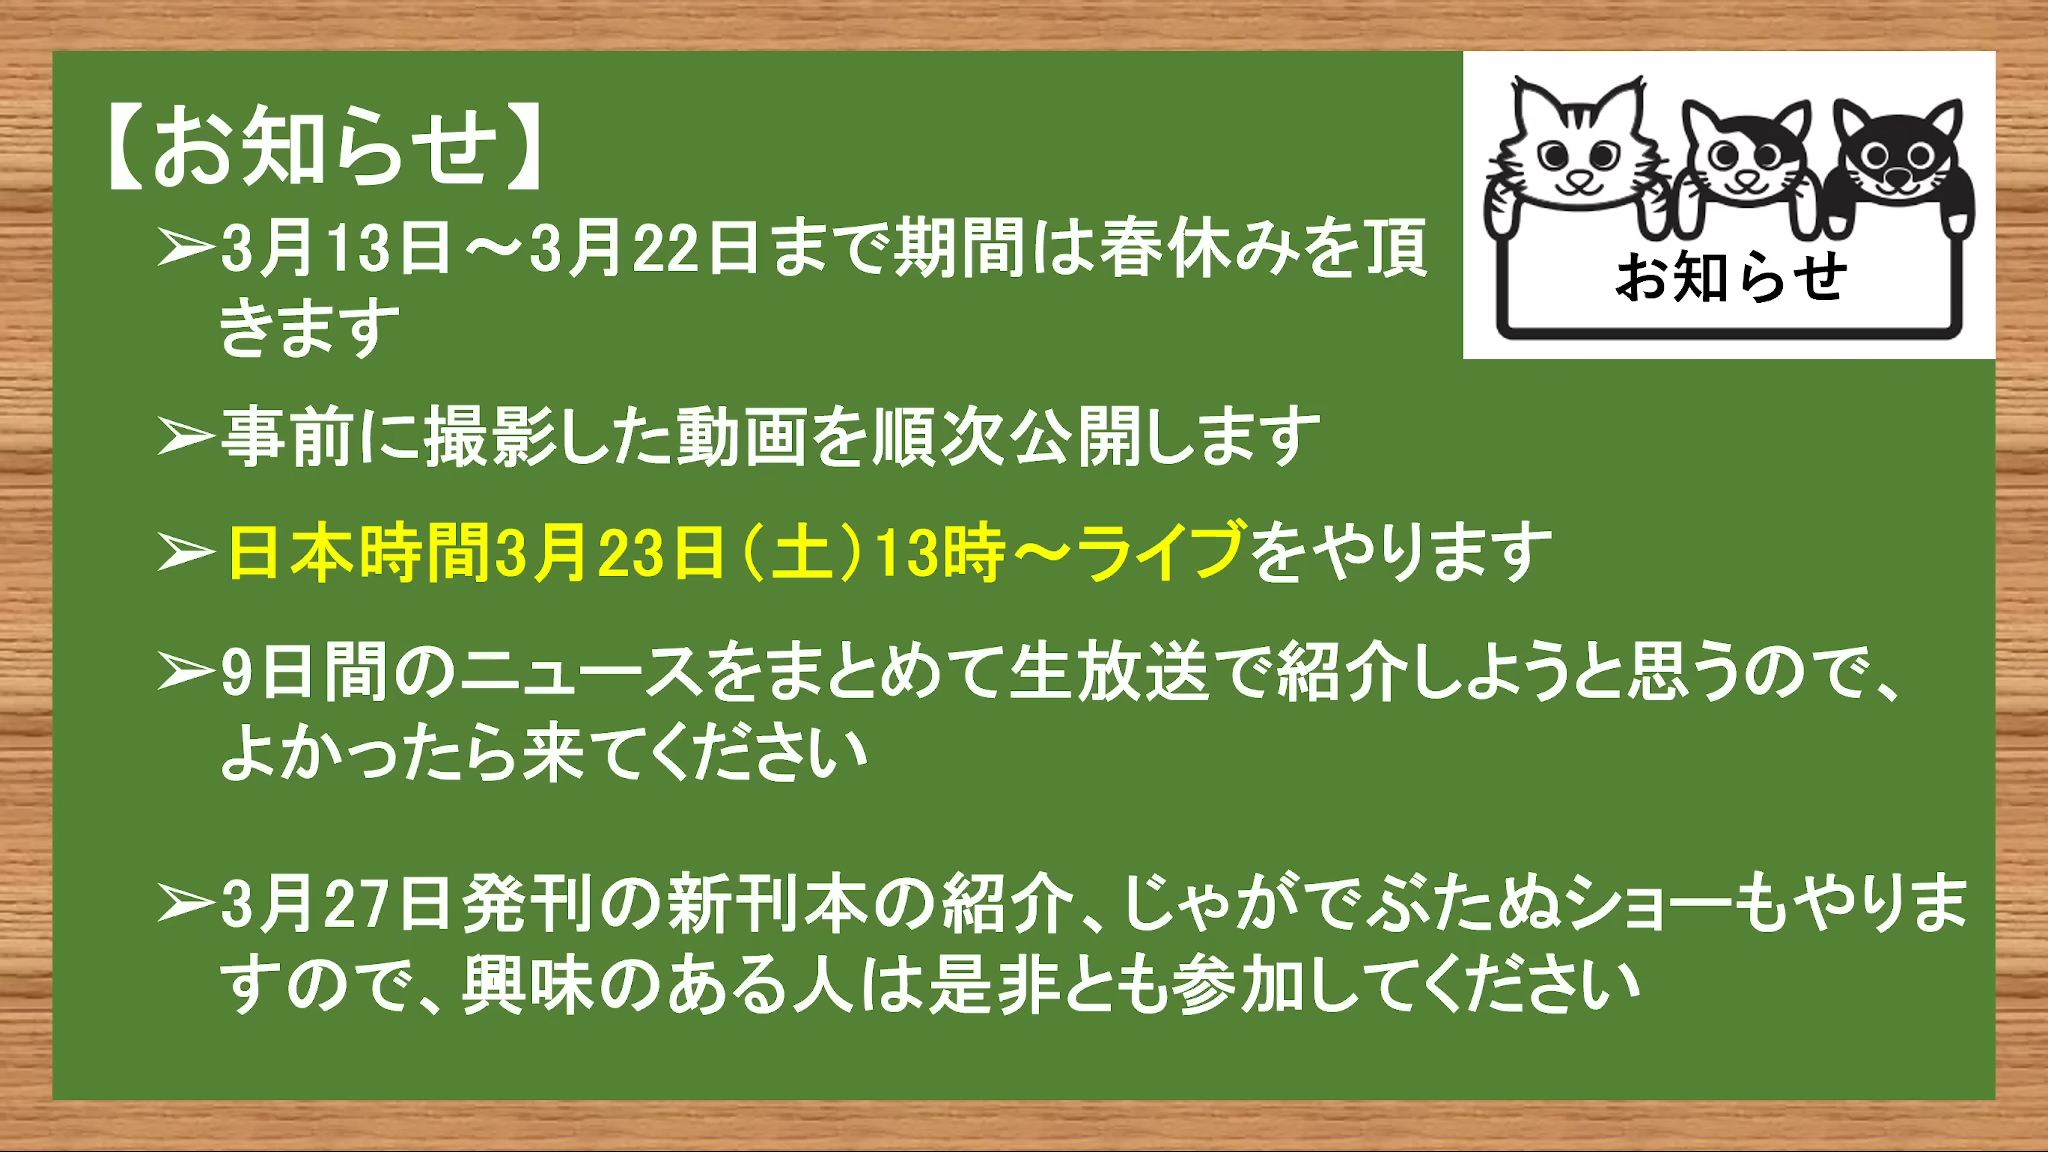 【お知らせ】
➢3月13日～3月22日まで期間は春休みを頂
きます
➢事前に撮影した動画を順次公開します
➢日本時間3月23日（土）13時～ライブをやります
➢9日間のニュースをまとめて生放送で紹介しようと思うので、
よかったら来てください
➢3月27日発刊の新刊本の紹介、じゃがでぶたぬショーもやりま
すので、興味のある人は是非とも参加してください
お知らせ